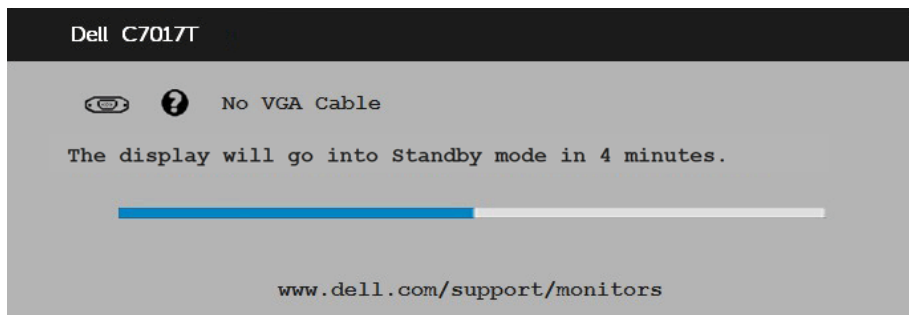 Dell C7017T
No VGA Cable
The display will go into Standby mode in 4 minutes.
www.dell.com/support/monitors